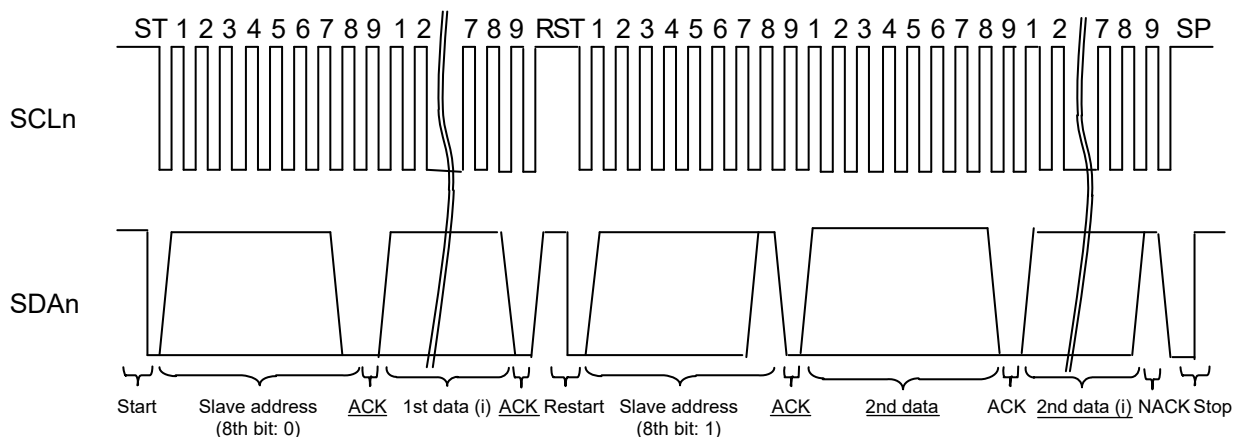 ST 1 2 3 4 5 6 7 8 9 1 2 7 8 9 RST 1 2 3 4 5 6 7 8 9 1 2 3 4 5 6 7 8 9 1 2 7 8 9 SP
SCLn
SDAn
Start Slave address ACK 1st data (i) ACK Restart Slave address ACK 2nd data ACK 2nd data (i) NACK Stop
(8th bit: 0) (8th bit: 1)